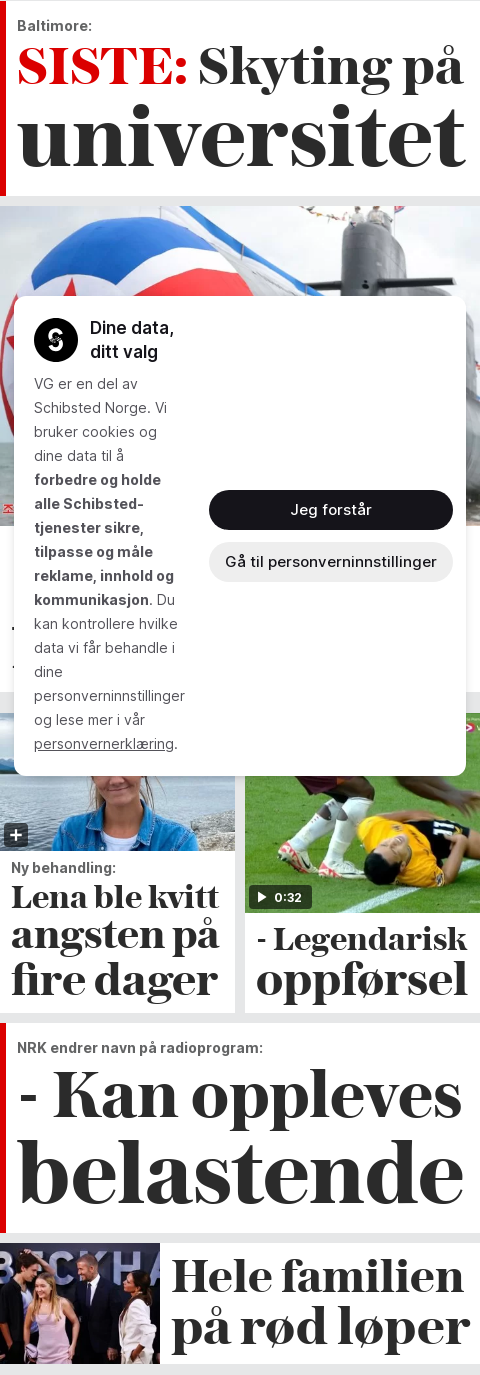 Baltimore:
SISTE: Skyting på
universitet
Dine data,
ditt valg
VG er en del av
Schibsted Norge. Vi
bruker cookies og
dine data til å
forbedre og holde
alle Schibsted-
tjenester sikre,
tilpasse og måle
reklame, innhold og
kommunikasjon. Du
kan kontrollere hvilke
data vi får behandle i
dine
personverninnstillinger
og lese mer i vår
personvernerklæring.
Jeg forstår
Gå til personverninnstillinger
0:32
Ny behandling:
Lena ble kvitt
angsten på
fire dager
- Legendarisk
oppførsel
NRK endrer navn på radioprogram:
- Kan oppleves
belastende
BECKHA
Hele familien
på rød løper